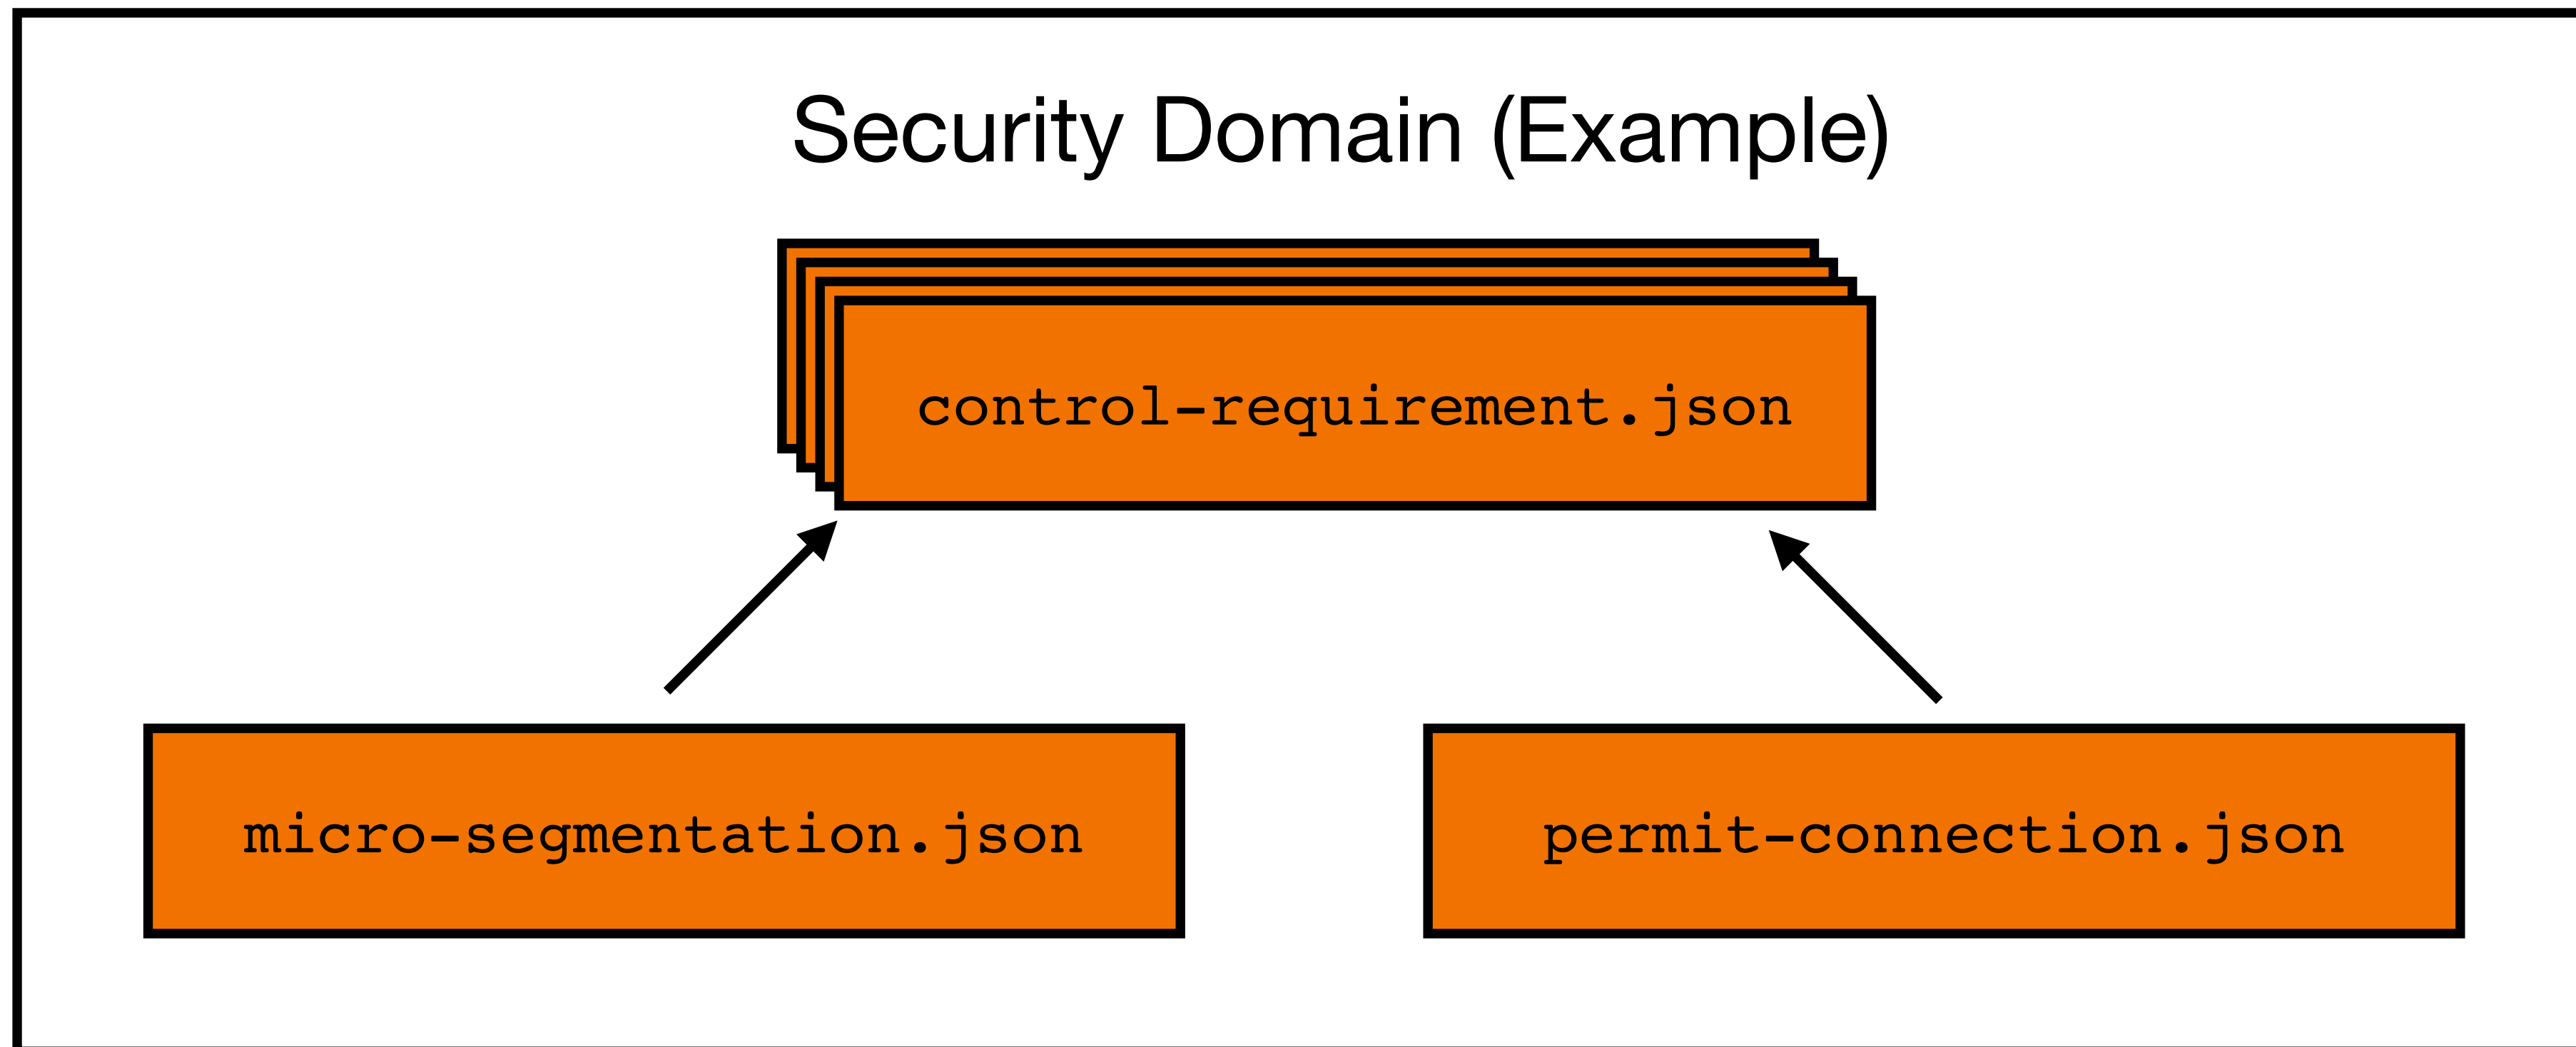 Security Domain (Example)
control-requirement.json
micro-segmentation.json
permit-connection.json